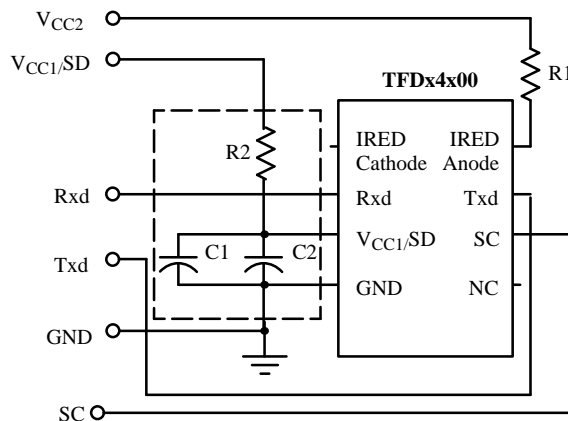 VCC2
VCC1/SD
TFDx4x00
R1
R2
IRED
Cathode
IRED
Anode
Rxd
Rxd
Txd
C1
C2
VCC1/SD
SC
Txd
GND
NC
GND
SC